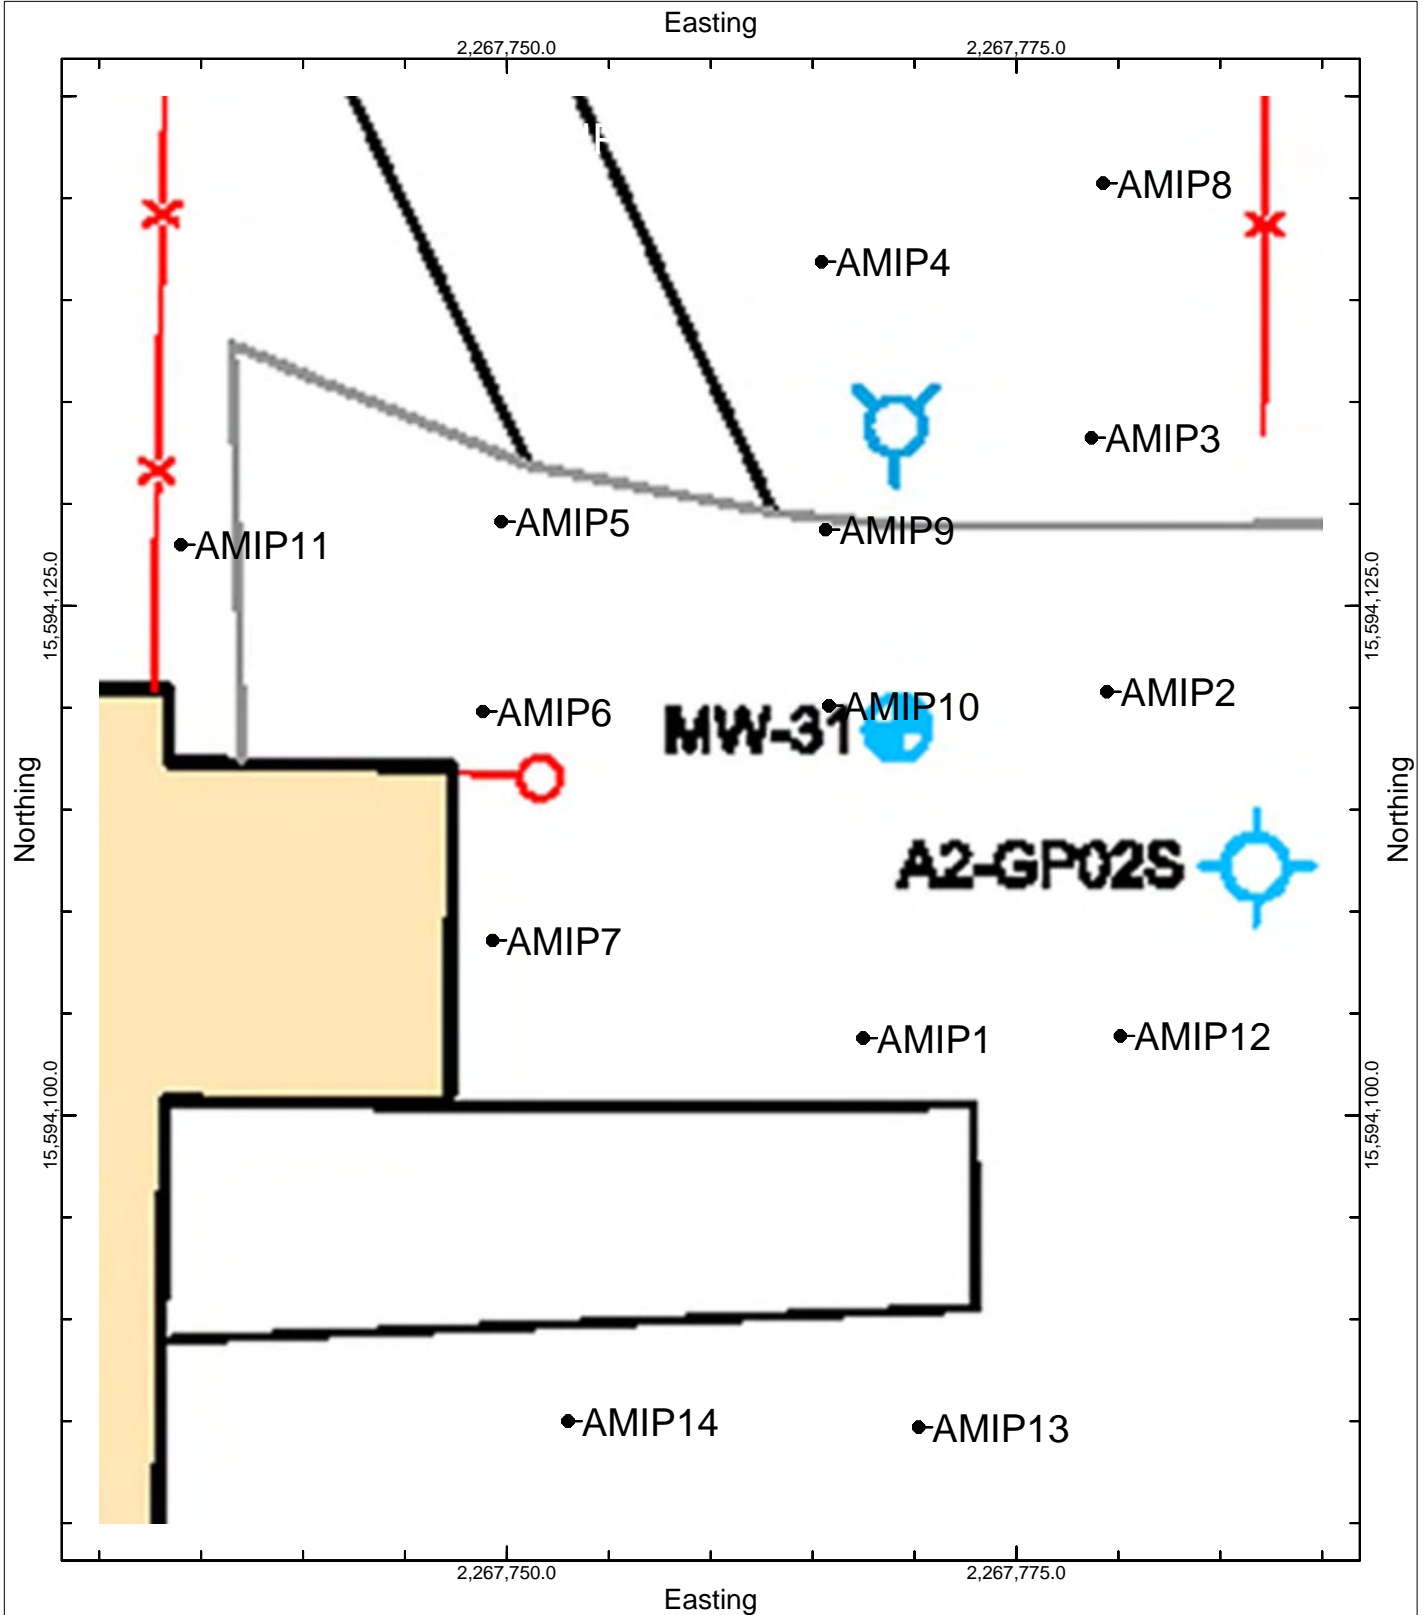 Easting
2,267,750.0 2,267,775.0
AMIP8
AMIP4
AMIP3
AMIP5
AMIP9
AMIP11
15,594,125.0 15,594,125.0
AMIP2
AMIP6
AMIP10
MW-31
Northing Northing
A2-GP02S
AMIP7
AMIP1
AMIP12
15,594,100.0 15,594,100.0
AMIP14
AMIP13
2,267,750.0 2,267,775.0
Easting